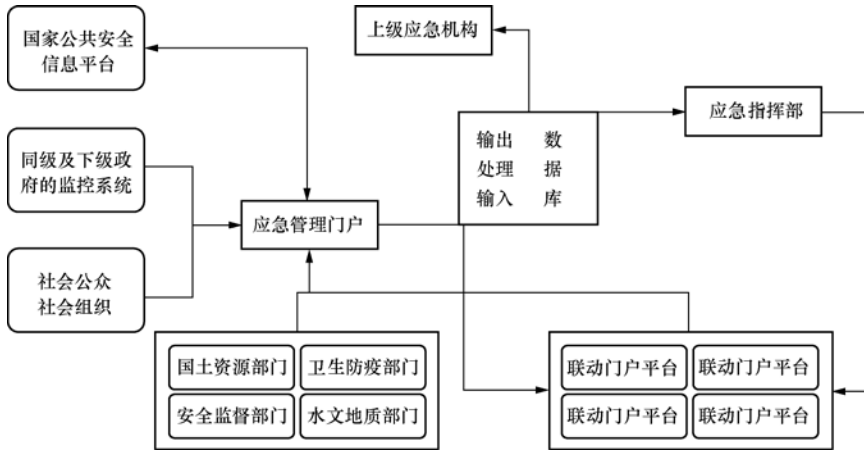 国家公共安全
信息平台
上级应急机构
应急指挥部
同级及下级政
府的监控系统
输出 数
处理 据
输入 库
应急管理门户
社会公众
社会组织
国土资源部门
卫生防疫部门
联动门户平台
联动门户平台
安全监督部门
水文地质部门
联动门户平台
联动门户平台